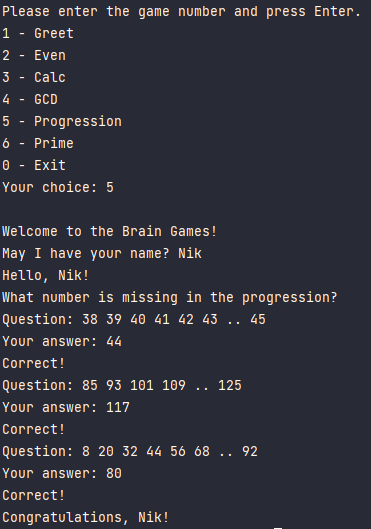 Please enter the game number and press Enter.
1 - Greet
2 - Even
3 - Calc
4 - GCD
5 - Progression
6 - Prime
0 - Exit
Your choice: 5
Welcome to the Brain Games!
May I have your name? Nik
Hello, Nik!
What number is missing in the progression?
Question: 38 39 40 41 42 43 .. 45
Your answer: 44
Correct!
Question: 85 93 101 109 .. 125
Your answer: 117
Correct!
Question: 8 20 32 44 56 68 .. 92
Your answer: 80
Correct!
Congratulations, Nik!